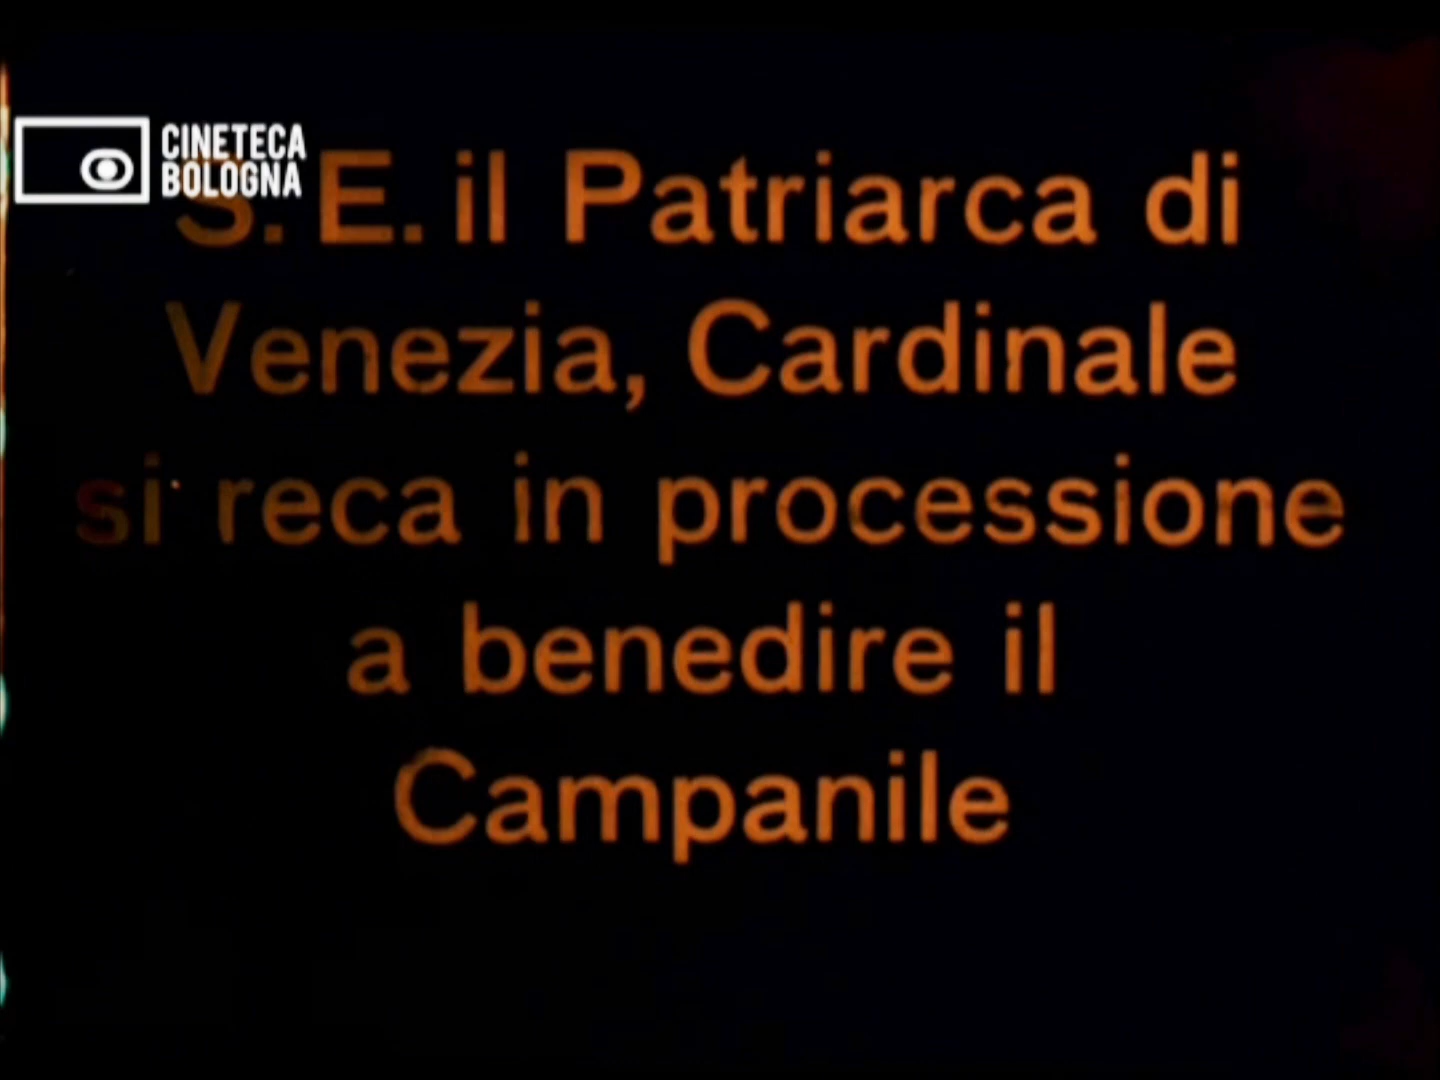 CINETECA
BOLOGNA
S. E. il Patriarca di
Venezia, Cardinale
si reca in processione
a benedire il
Campanile